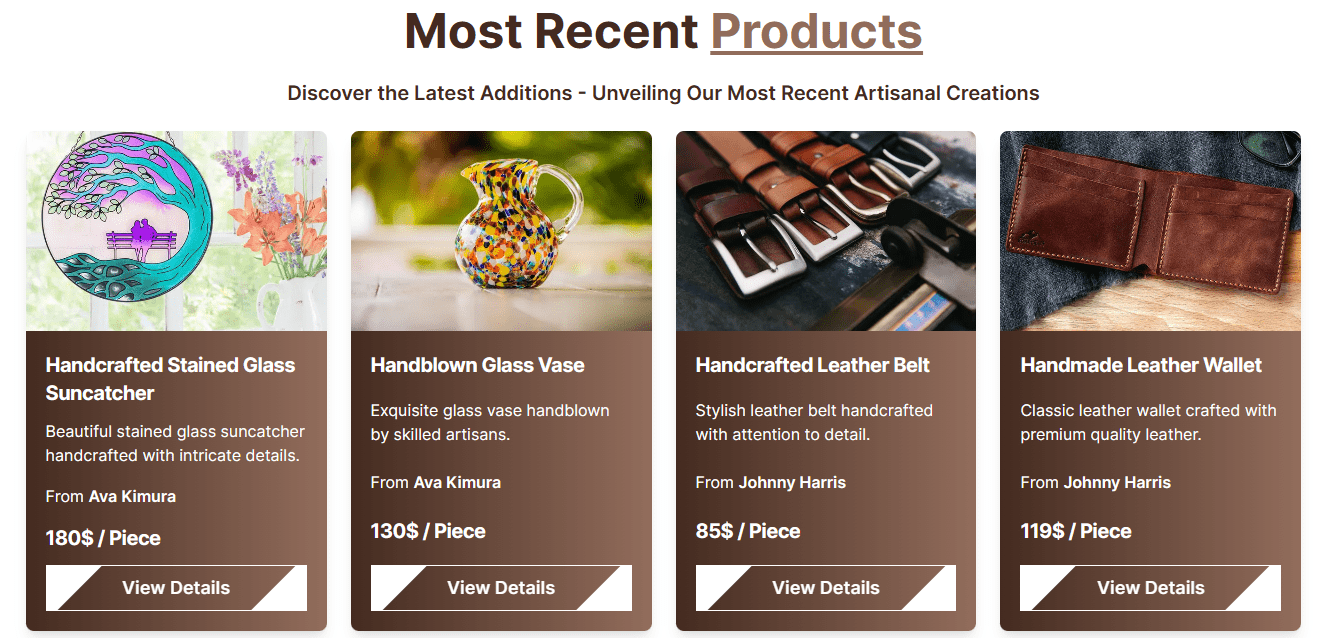 Most Recent Products
Discover the Latest Additions - Unveiling Our Most Recent Artisanal Creations
Handcrafted Stained Glass
Suncatcher
Beautiful stained glass suncatcher
handcrafted with intricate details.
From Ava Kimura
180$ / Piece
View Details
Handblown Glass Vase
Exquisite glass vase handblown
by skilled artisans.
From Ava Kimura
130$ / Piece
View Details
Handcrafted Leather Belt
Stylish leather belt handcrafted
with attention to detail.
From Johnny Harris
85$ / Piece
View Details
Handmade Leather Wallet
Classic leather wallet crafted with
premium quality leather.
From Johnny Harris
119$ / Piece
View Details